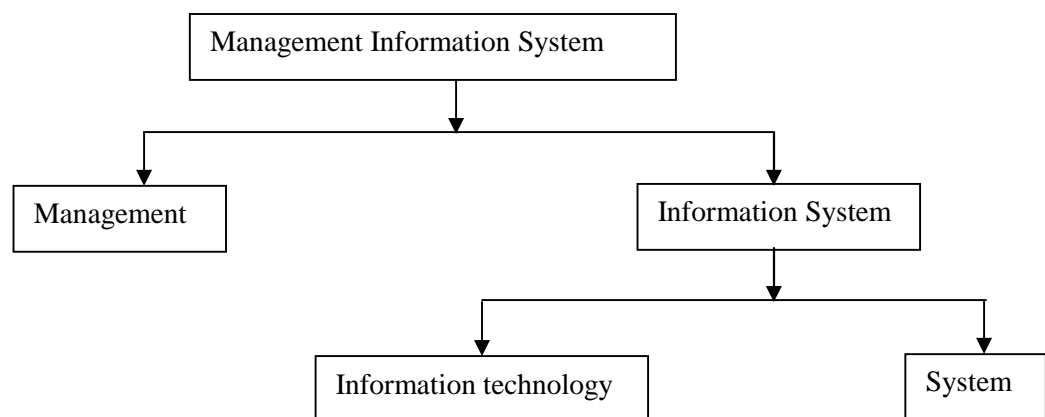 Management Information System
Management
Information System
Information technology
System